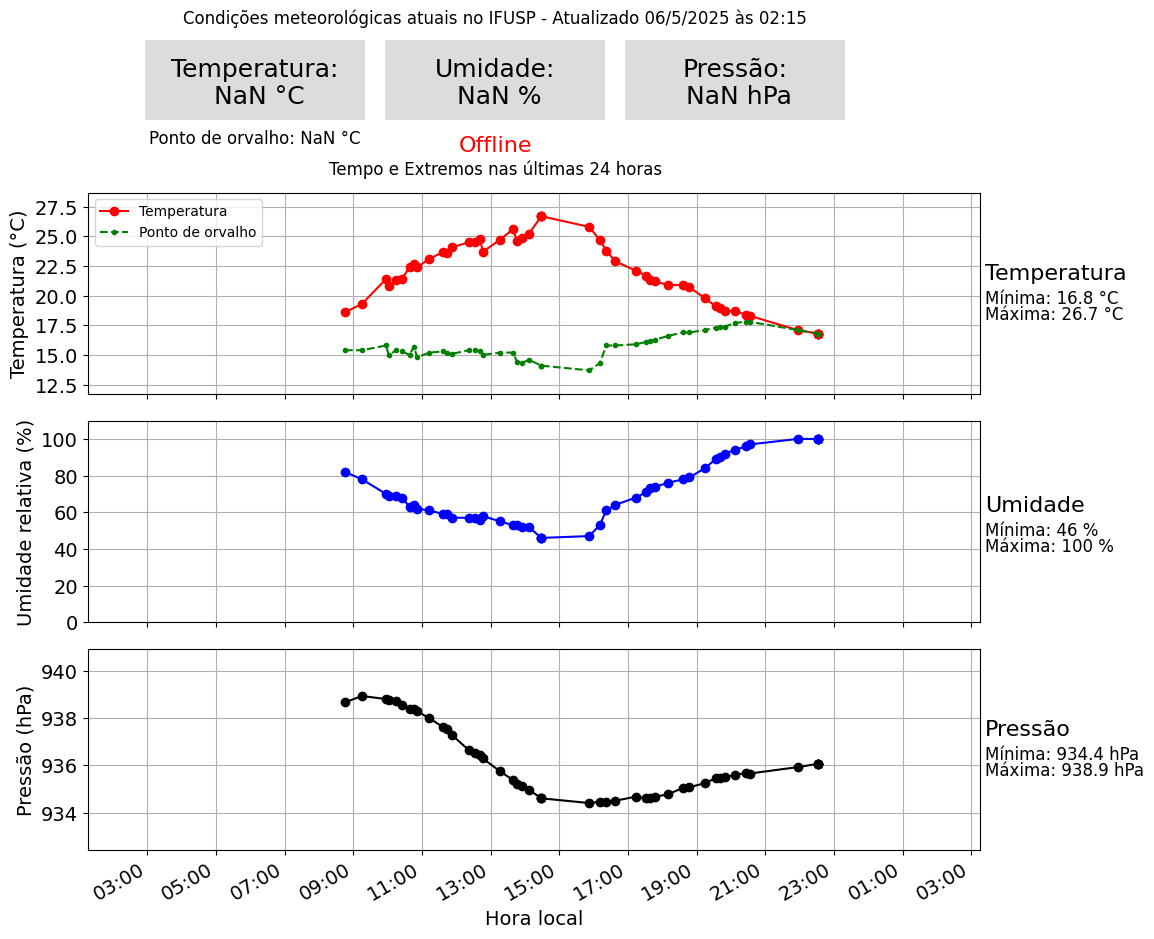 Condições meteorológicas atuais no IFUSP - Atualizado 06/5/2025 às 02:15
Temperatura:
NaN °C
Umidade:
NaN %
Pressão:
NaN hPa
Ponto de orvalho: NaN °C
Offline
Tempo e Extremos nas últimas 24 horas
Temperatura (°C)
27.5
25.0
22.5
20.0
17.5
15.0
12.5
Temperatura
Ponto de orvalho
Temperatura
Mínima: 16.8 °C
Máxima: 26.7 °C
Umidade relativa (%)
100
80
60
40
20
0
Umidade
Mínima: 46 %
Máxima: 100 %
Pressão (hPa)
940
938
936
934
Pressão
Mínima: 934.4 hPa
Máxima: 938.9 hPa
03:00 05:00 07:00 09:00 11:00 13:00 15:00 17:00 19:00 21:00 23:00 01:00 03:00
Hora local